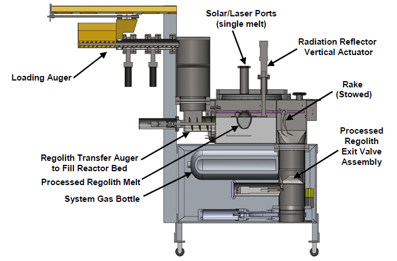 Solar/Laser Ports
(single melt)
Radiation Reflector
Vertical Actuator
Loading Auger
Rake
(Stowed)
Processed
Regolith
Exit Valve
Assembly
Regolith Transfer Auger
to Fill Reactor Bed
Processed Regolith Melt
System Gas Bottle